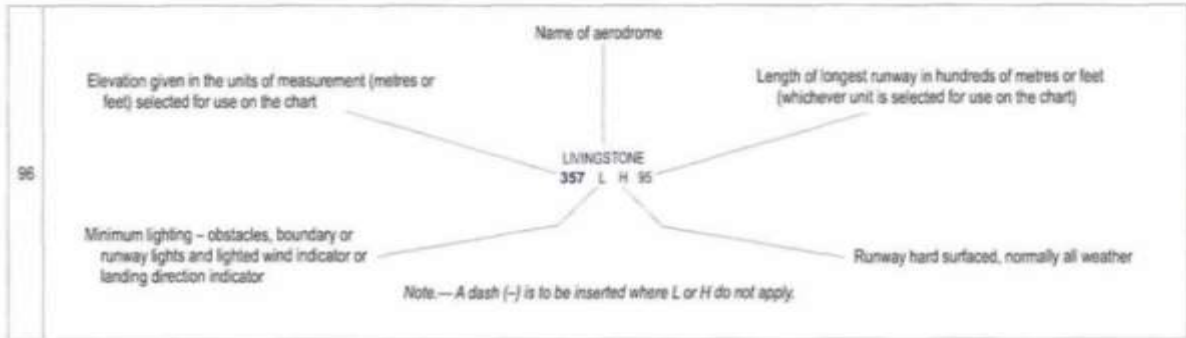 96
Name of aerodrome
Elevation given in the units of measurement (metres or
feet) selected for use on the chart
Length of longest runway in hundreds of metres or feet
(whichever unit is selected for use on the chart)
LIVINGSTONE
357 L H 95
Minimum lighting – obstacles, boundary or
runway lights and lighted wind indicator or
landing direction indicator
Runway hard surfaced, normally all weather
Note.— A dash (–) is to be inserted where L or H do not apply.